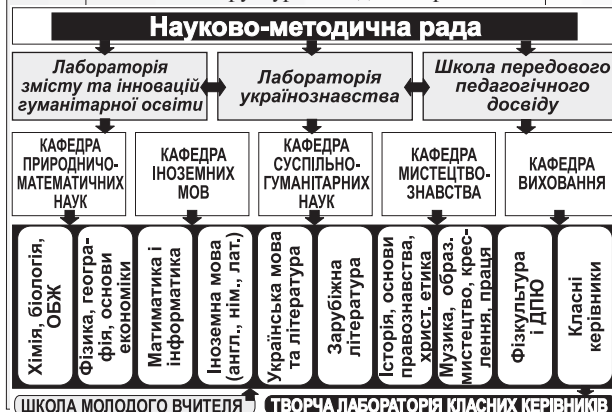 Науково-методична рада
Лабораторія
змісту та інновацій
гуманітарної освіти
Лабораторія
українознавства
Школа передового
педагогічного
досвіду
КАФЕДРА
ПРИРОДНИЧО-
МАТЕМАТИЧНИХ
НАУК
КАФЕДРА
ІНОЗЕМНИХ
МОВ
КАФЕДРА
СУСПІЛЬНО-
ГУМАНІТАРНИХ
НАУК
КАФЕДРА
МИСТЕЦТВО-
ЗНАВСТВА
КАФЕДРА
ВИХОВАННЯ
Хімія, біологія,
ОБЖ
Фізика, геогра-
фія, основи
економіки
Матиматика і
інформатика
Іноземна мова
(англ., нім., лат.)
Українська мова
та література
Зарубіжна
література
Історія, основи
правознавства,
христ. етика
Музика, образ.
мистецтво, крес-
лення, праця
Фізкультура
і ДПЮ
Класні
керівники
ШКОЛА МОЛОДОГО ВЧИТЕЛЯ
ТВОРЧА ЛАБОРАТОРІЯ КЛАСНИХ КЕРІВНИКІВ